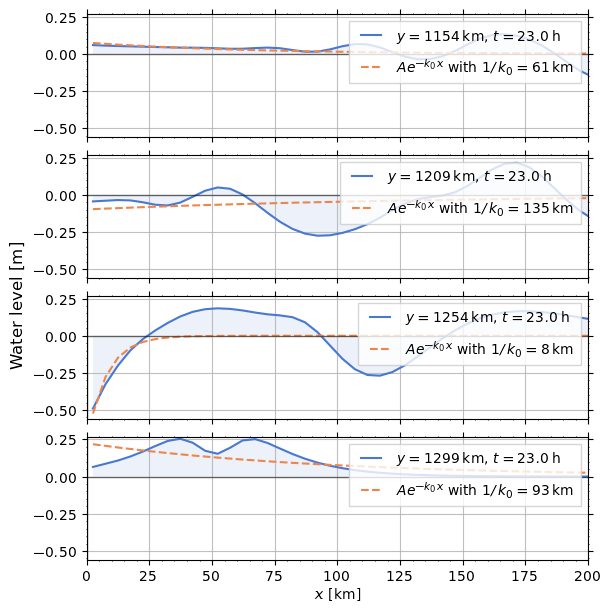 0.25
0.00
−0.25
−0.50
y = 1154 km, t = 23.0 h
Ae^{−k₀x} with 1/k₀ = 61 km
0.25
0.00
−0.25
−0.50
y = 1209 km, t = 23.0 h
Ae^{−k₀x} with 1/k₀ = 135 km
Water level [m]
0.25
0.00
−0.25
−0.50
y = 1254 km, t = 23.0 h
Ae^{−k₀x} with 1/k₀ = 8 km
0.25
0.00
−0.25
−0.50
y = 1299 km, t = 23.0 h
Ae^{−k₀x} with 1/k₀ = 93 km
0 25 50 75 100 125 150 175 200
x [km]